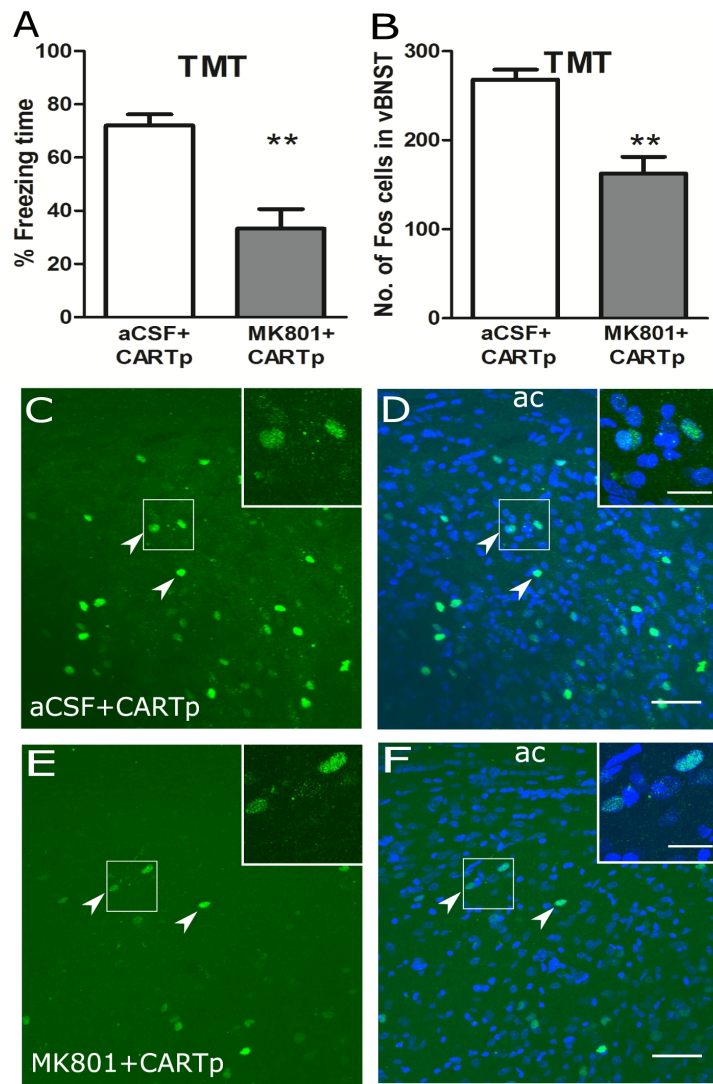 A
TMT
% Freezing time
100
80
60
40
20
0
**
aCSF+
CARTp
MK801+
CARTp
B
TMT
No. of Fos cells in vBNST
300
200
100
0
**
aCSF+
CARTp
MK801+
CARTp
C
aCSF+CARTp
D
ac
E
MK801+CARTp
F
ac